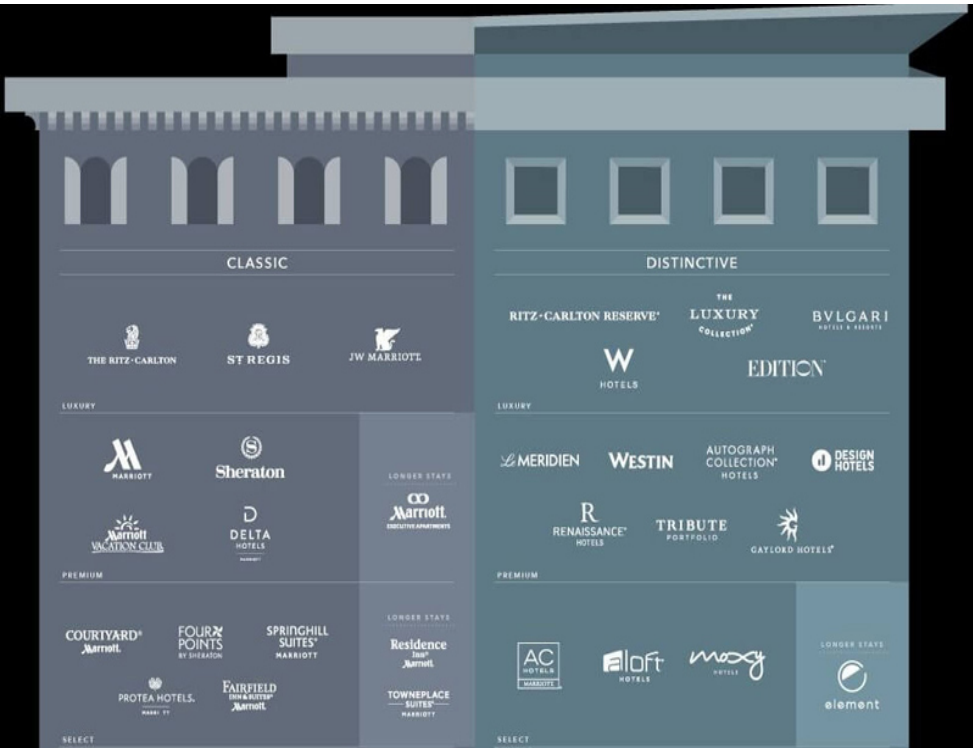 CLASSIC
THE RITZ-CARLTON
ST REGIS
JW MARRIOTT
LUXURY
MARRIOTT
Sheraton
Marriott
VACATION CLUB
DELTA
HOTELS
MARRIOTT
LONGER STAYS
Marriott
EXECUTIVE APARTMENTS
PREMIUM
COURTYARD®
Marriott
FOUR
POINTS
BY SHERATON
SPRINGHILL
SUITES®
MARRIOTT
PROTEA HOTELS.
FAIRFIELD
INN & SUITES®
Marriott
LONGER STAYS
Residence
Inn®
Marriott
TOWNEPLACE
SUITES®
MARRIOTT
SELECT
DISTINCTIVE
RITZ-CARLTON RESERVE®
THE
LUXURY
COLLECTION®
BVLGARI
HOTELS & RESORTS
W
HOTELS
EDITION
LUXURY
Le MERIDIEN
WESTIN
AUTOGRAPH
COLLECTION®
HOTELS
DESIGN
HOTELS
R
RENAISSANCE®
HOTELS
TRIBUTE
PORTFOLIO
GAYLORD HOTELS®
PREMIUM
AC
HOTELS
MARRIOTT
aloft
HOTELS
moxy
HOTELS
LONGER STAYS
element
SELECT